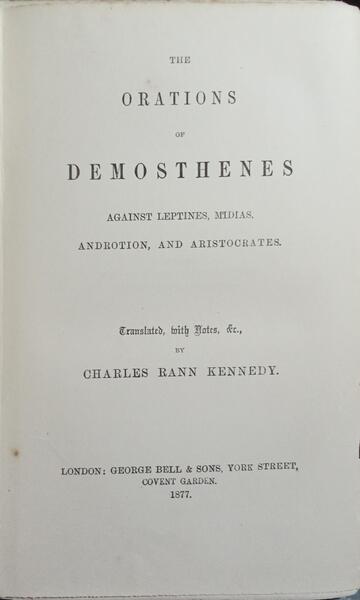 THE
ORATIONS
OF
DEMOSTHENES
AGAINST LEPTINES, MIDIAS,
ANDROTION, AND ARISTOCRATES.
Translated, with Notes, &c.,
BY
CHARLES RANN KENNEDY.
LONDON: GEORGE BELL & SONS, YORK STREET,
COVENT GARDEN.
1877.